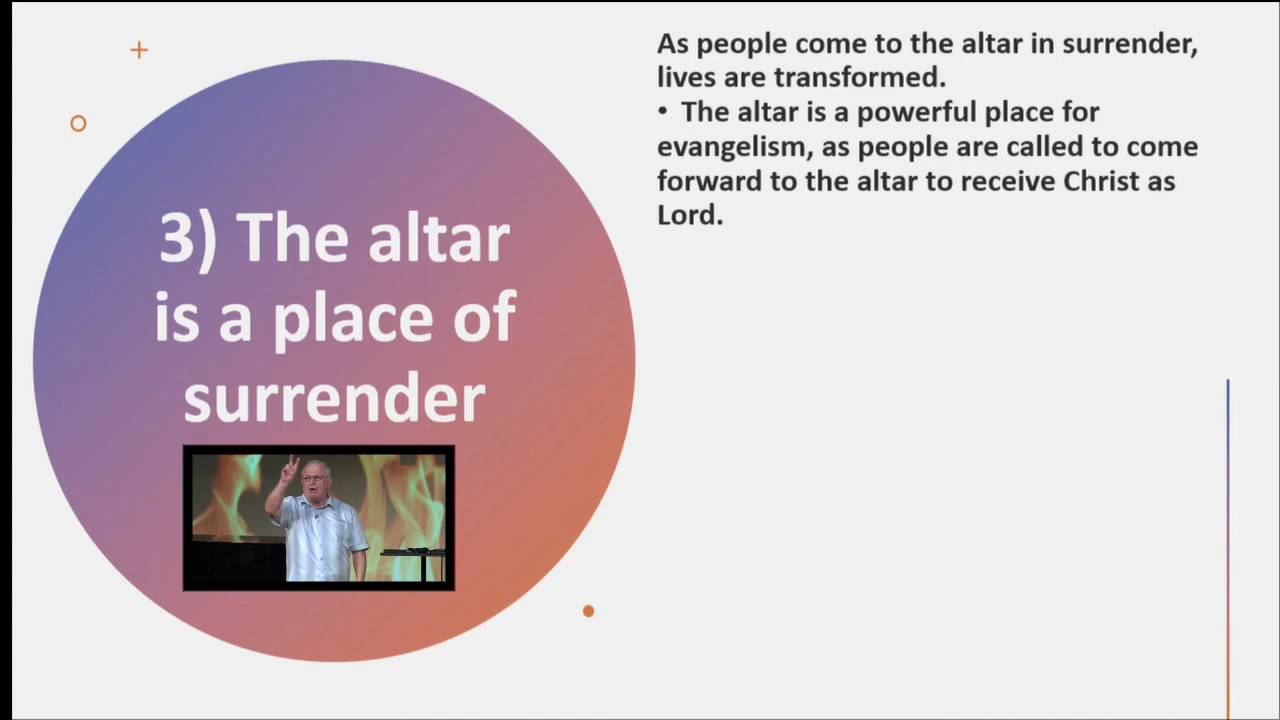 3) The altar
is a place of
surrender
As people come to the altar in surrender,
lives are transformed.
• The altar is a powerful place for
evangelism, as people are called to come
forward to the altar to receive Christ as
Lord.